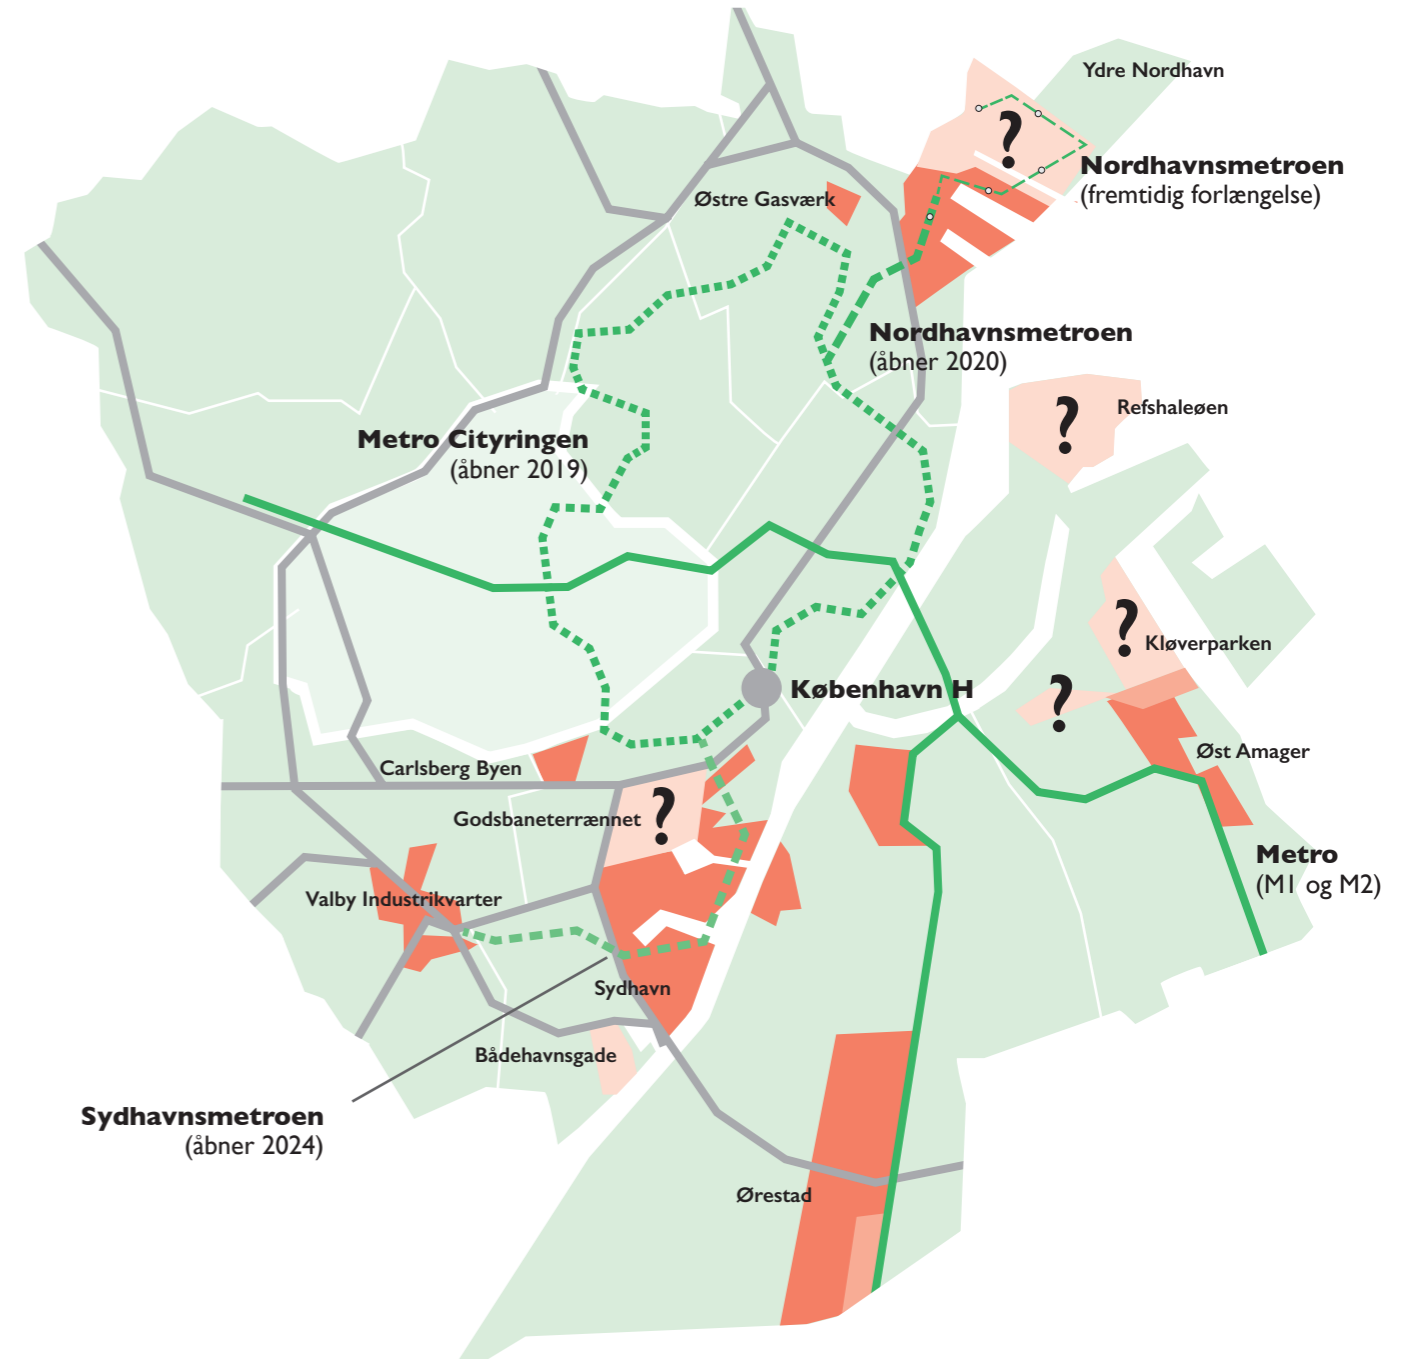 Ydre Nordhavn
?
Nordhavnsmetroen
(fremtidig forlængelse)
Østre Gasværk
Nordhavnsmetroen
(åbner 2020)
?
Refshaleøen
Metro Cityringen
(åbner 2019)
?
Kløverparken
København H
?
Øst Amager
Carlsberg Byen
Godsbaneterrænnet
?
Metro
(M1 og M2)
Valby Industrikvarter
Sydhavn
Bådehavnsgade
Sydhavnsmetroen
(åbner 2024)
Ørestad